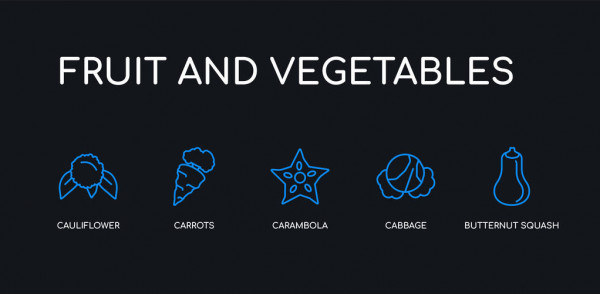 FRUIT AND VEGETABLES
CAULIFLOWER
CARROTS
CARAMBOLA
CABBAGE
BUTTERNUT SQUASH